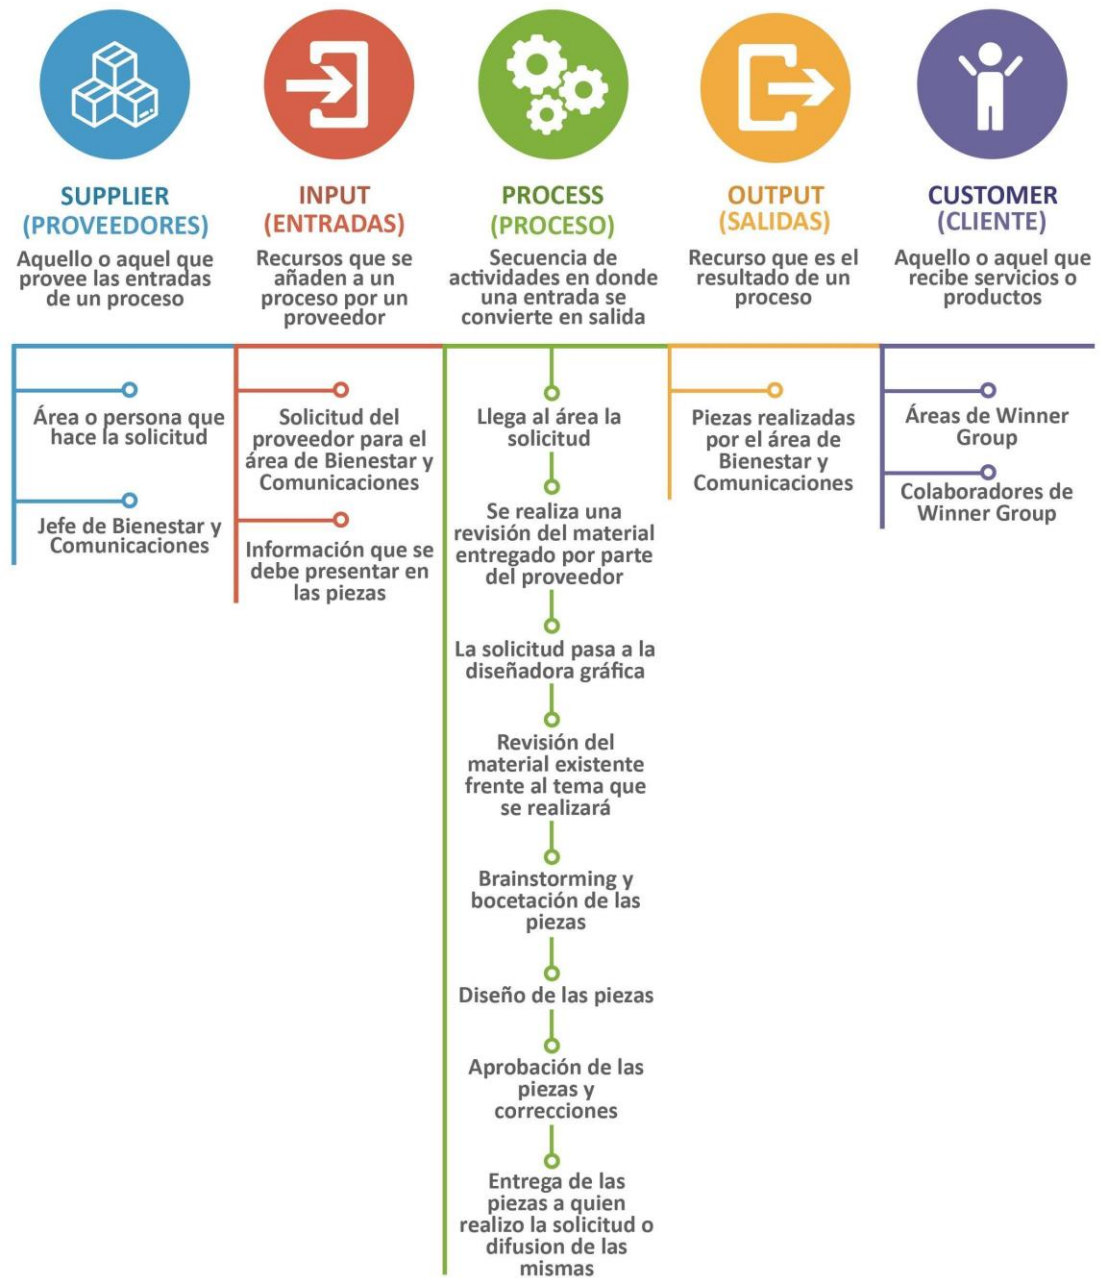 SUPPLIER
(PROVEEDORES)
Aquello o aquel que
provee las entradas
de un proceso
Área o persona que
hace la solicitud
Jefe de Bienestar y
Comunicaciones
INPUT
(ENTRADAS)
Recursos que se
añaden a un
proceso por un
proveedor
Solicitud del
proveedor para el
área de Bienestar y
Comunicaciones
Información que se
debe presentar en
las piezas
PROCESS
(PROCESO)
Secuencia de
actividades en donde
una entrada se
convierte en salida
Llega al área la
solicitud
Se realiza una
revisión del material
entregado por parte
del proveedor
La solicitud pasa a la
diseñadora gráfica
Revisión del
material existente
frente al tema que
se realizará
Brainstorming y
bocetación de las
piezas
Diseño de las piezas
Aprobación de las
piezas y
correcciones
Entrega de las
piezas a quien
realizo la solicitud o
difusion de las
mismas
OUTPUT
(SALIDAS)
Recurso que es el
resultado de un
proceso
Piezas realizadas
por el área de
Bienestar y
Comunicaciones
CUSTOMER
(CLIENTE)
Aquello o aquel que
recibe servicios o
productos
Áreas de Winner
Group
Colaboradores de
Winner Group